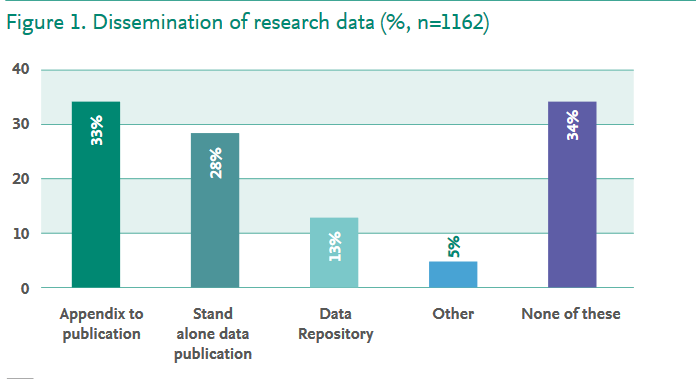 Figure 1. Dissemination of research data (%, n=1162)
40
30
20
10
0
33%
28%
13%
5%
34%
Appendix to
publication
Stand
alone data
publication
Data
Repository
Other
None of these